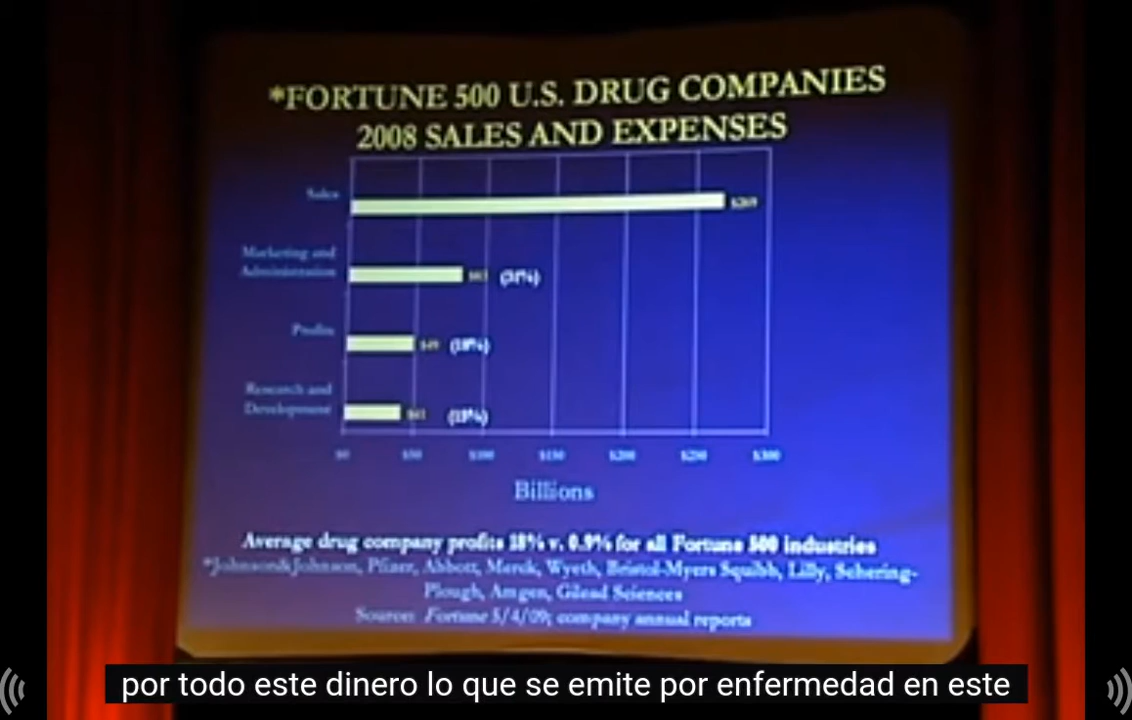 *FORTUNE 500 U.S. DRUG COMPANIES
2008 SALES AND EXPENSES
Sales
$269
Marketing and
Administration
(31%)
Profits
$49 (18%)
Research and
Development
(15%)
$0 $50 $100 $150 $200 $250 $300
Billions
Average drug company profits 18% v. 0.9% for all Fortune 500 industries
*Johnson&Johnson, Pfizer, Abbott, Merck, Wyeth, Bristol-Myers Squibb, Lilly, Schering-
Plough, Amgen, Gilead Sciences
Source: Fortune 5/4/09; company annual reports
por todo este dinero lo que se emite por enfermedad en este